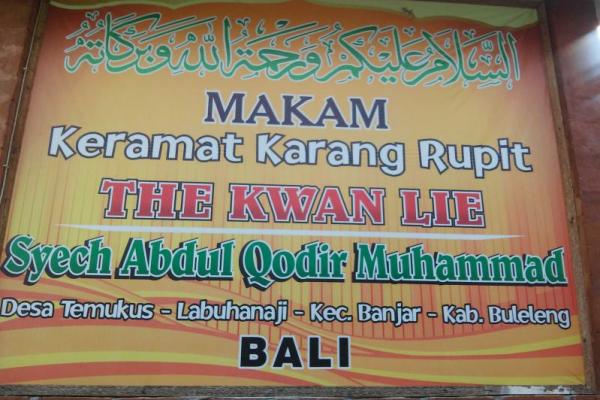 السلام عليكم ورحمة الله وبركاته
MAKAM
Keramat Karang Rupit
THE KWAN LIE
Syech Abdul Qodir Muhammad
Desa Temukus - Labuhanaji - Kec. Banjar - Kab. Buleleng
BALI